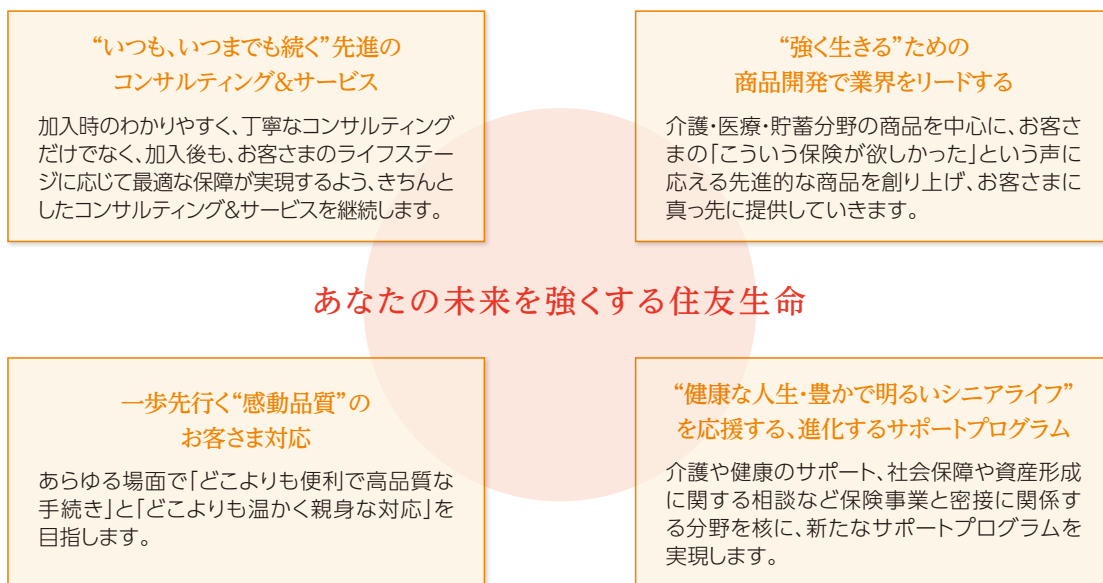 “いつも、いつまでも続く”先進の
コンサルティング&サービス
加入時のわかりやすく、丁寧なコンサルティング
だけでなく、加入後も、お客さまのライフステー
ジに応じて最適な保障が実現するよう、きちんと
したコンサルティング&サービスを継続します。
“強く生きる”ための
商品開発で業界をリードする
介護・医療・貯蓄分野の商品を中心に、お客さ
まの「こういう保険が欲しかった」という声に
応える先進的な商品を創り上げ、お客さまに
真っ先に提供していきます。
あなたの未来を強くする住友生命
一歩先行く“感動品質”の
お客さま対応
あらゆる場面で「どこよりも便利で高品質な
手続き」と「どこよりも温かく親身な対応」を
目指します。
“健康な人生・豊かで明るいシニアライフ”
を応援する、進化するサポートプログラム
介護や健康のサポート、社会保障や資産形成
に関する相談など保険事業と密接に関係す
る分野を核に、新たなサポートプログラムを
実現します。